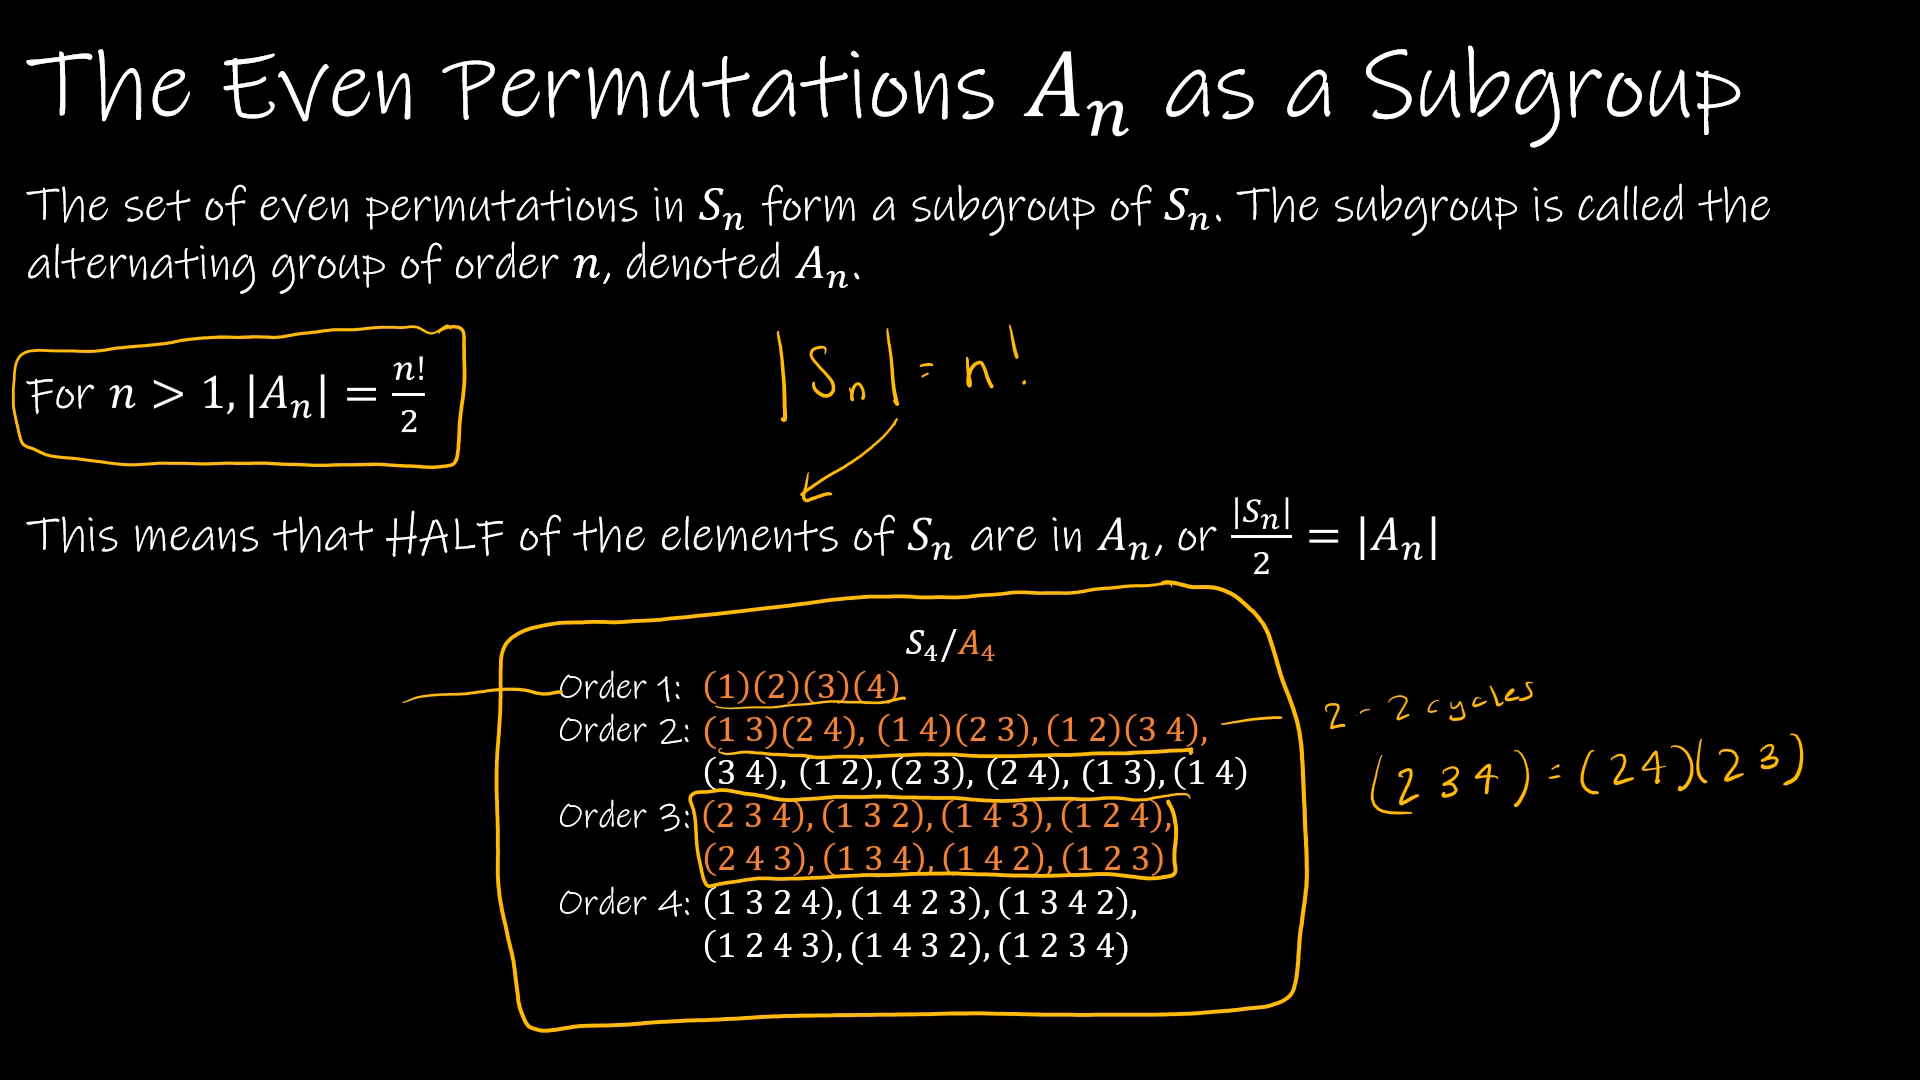 The Even Permutations Aₙ as a Subgroup
The set of even permutations in Sₙ form a subgroup of Sₙ. The subgroup is called the
alternating group of order n, denoted Aₙ.
For n > 1, |Aₙ| = n!/2
|Sₙ| = n!
This means that HALF of the elements of Sₙ are in Aₙ, or |Sₙ|/2 = |Aₙ|
S₄/A₄
Order 1: (1)(2)(3)(4)
Order 2: (1 3)(2 4), (1 4)(2 3), (1 2)(3 4),
(3 4), (1 2), (2 3), (2 4), (1 3), (1 4)
2 - 2 cycles
(2 3 4) = (2 4)(2 3)
Order 3: (2 3 4), (1 3 2), (1 4 3), (1 2 4),
(2 4 3), (1 3 4), (1 4 2), (1 2 3)
Order 4: (1 3 2 4), (1 4 2 3), (1 3 4 2),
(1 2 4 3), (1 4 3 2), (1 2 3 4)